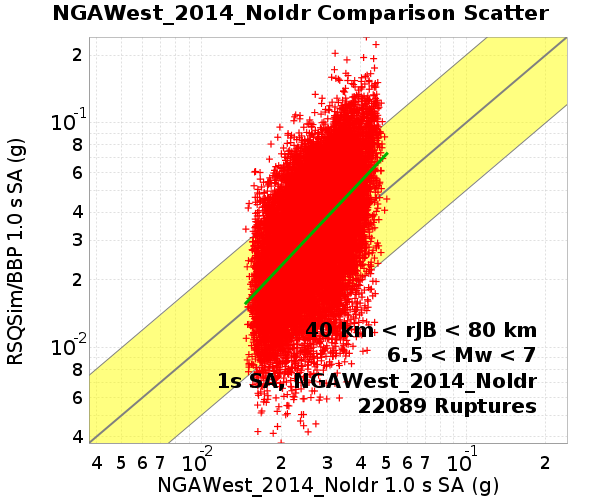 NGAWest_2014_NoIdr Comparison Scatter
RSQSim/BBP 1.0 s SA (g)
2
10-1
8
6
4
3
2
10-2
8
6
4
40 km < rJB < 80 km
6.5 < Mw < 7
1s SA, NGAWest_2014_NoIdr
22089 Ruptures
4 5 6 7 10-2 2 3 4 5 6 7 10-1 2
NGAWest_2014_NoIdr 1.0 s SA (g)